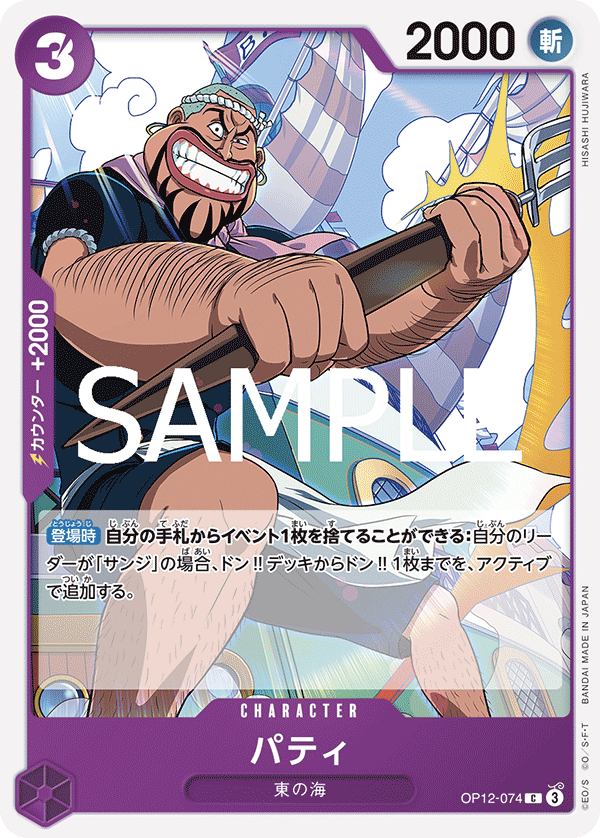 3
2000
斬
HISASHI HUJIWARA
カウンター +2000
SAMPLE
登場時 自分の手札からイベント1枚を捨てることができる:自分のリー
ダーが「サンジ」の場合、ドン!!デッキからドン!!1枚までを、アクティブ
で追加する。
CHARACTER
パティ
東の海
OP12-074 C 3
©EO/S ©O/S・F・T BANDAI MADE IN JAPAN